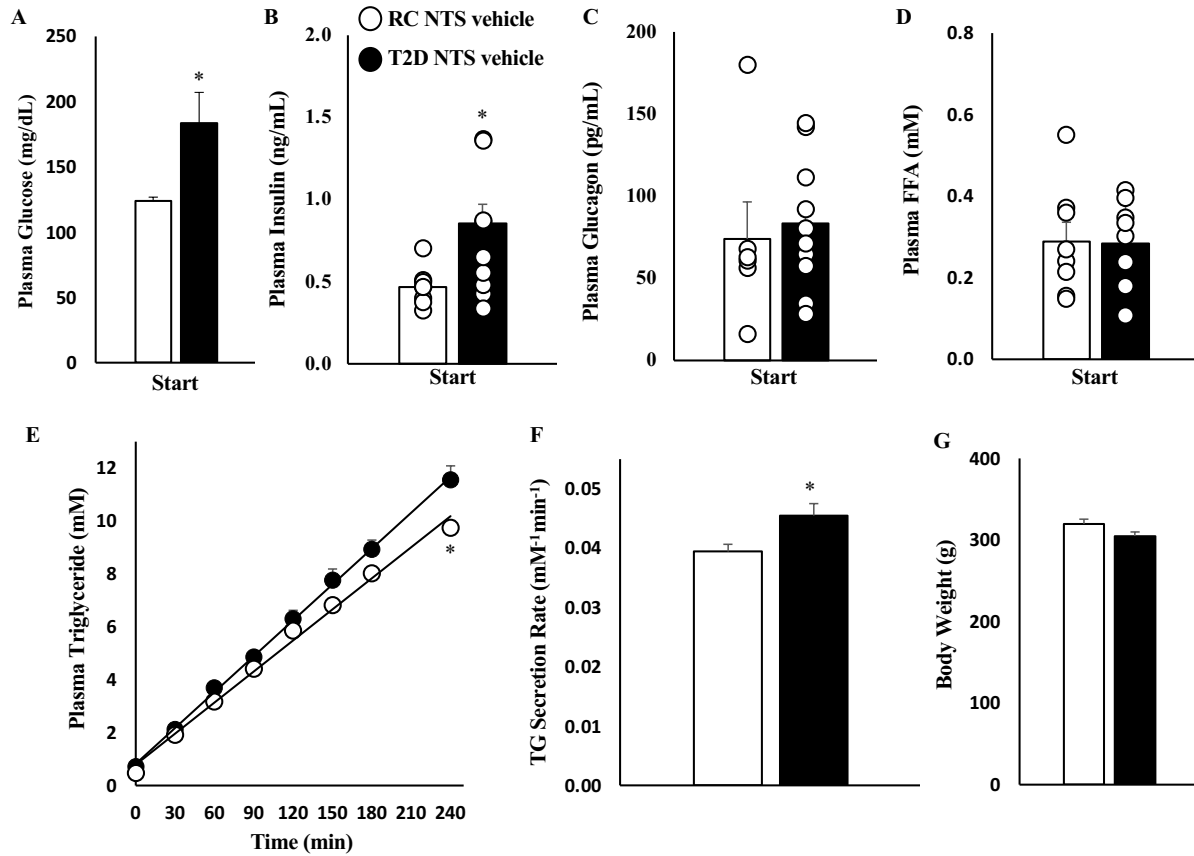 A
Plasma Glucose (mg/dL)
250
200
150
100
50
0
*
Start
B
RC NTS vehicle
T2D NTS vehicle
Plasma Insulin (ng/mL)
2.0
1.5
1.0
0.5
0.0
*
Start
C
Plasma Glucagon (pg/mL)
200
150
100
50
0
Start
D
Plasma FFA (mM)
0.8
0.6
0.4
0.2
0.0
Start
E
Plasma Triglyceride (mM)
12
10
8
6
4
2
0
*
0 30 60 90 120 150 180 210 240
Time (min)
F
TG Secretion Rate (mM⁻¹min⁻¹)
0.05
0.04
0.03
0.02
0.01
0.00
*
G
Body Weight (g)
400
300
200
100
0